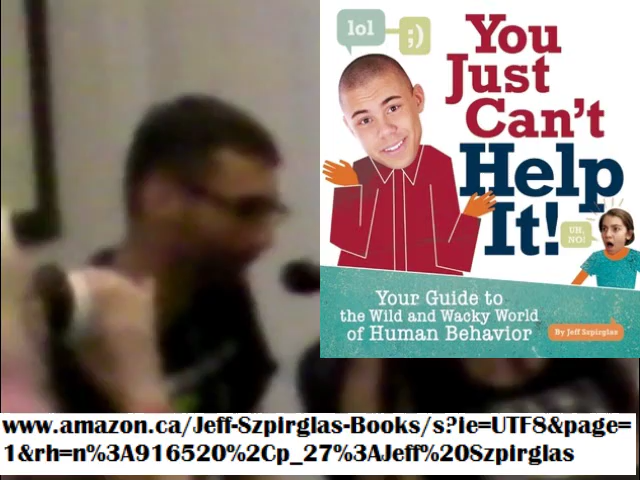 lol
;)
You
Just
Can't
Help
It!
UH,
NO!
Your Guide to
the Wild and Wacky World
of Human Behavior
By Jeff Szpirglas
www.amazon.ca/Jeff-Szpirglas-Books/s?ie=UTF8&page=
1&rh=n%3A916520%2Cp_27%3AJeff%20Szpirglas